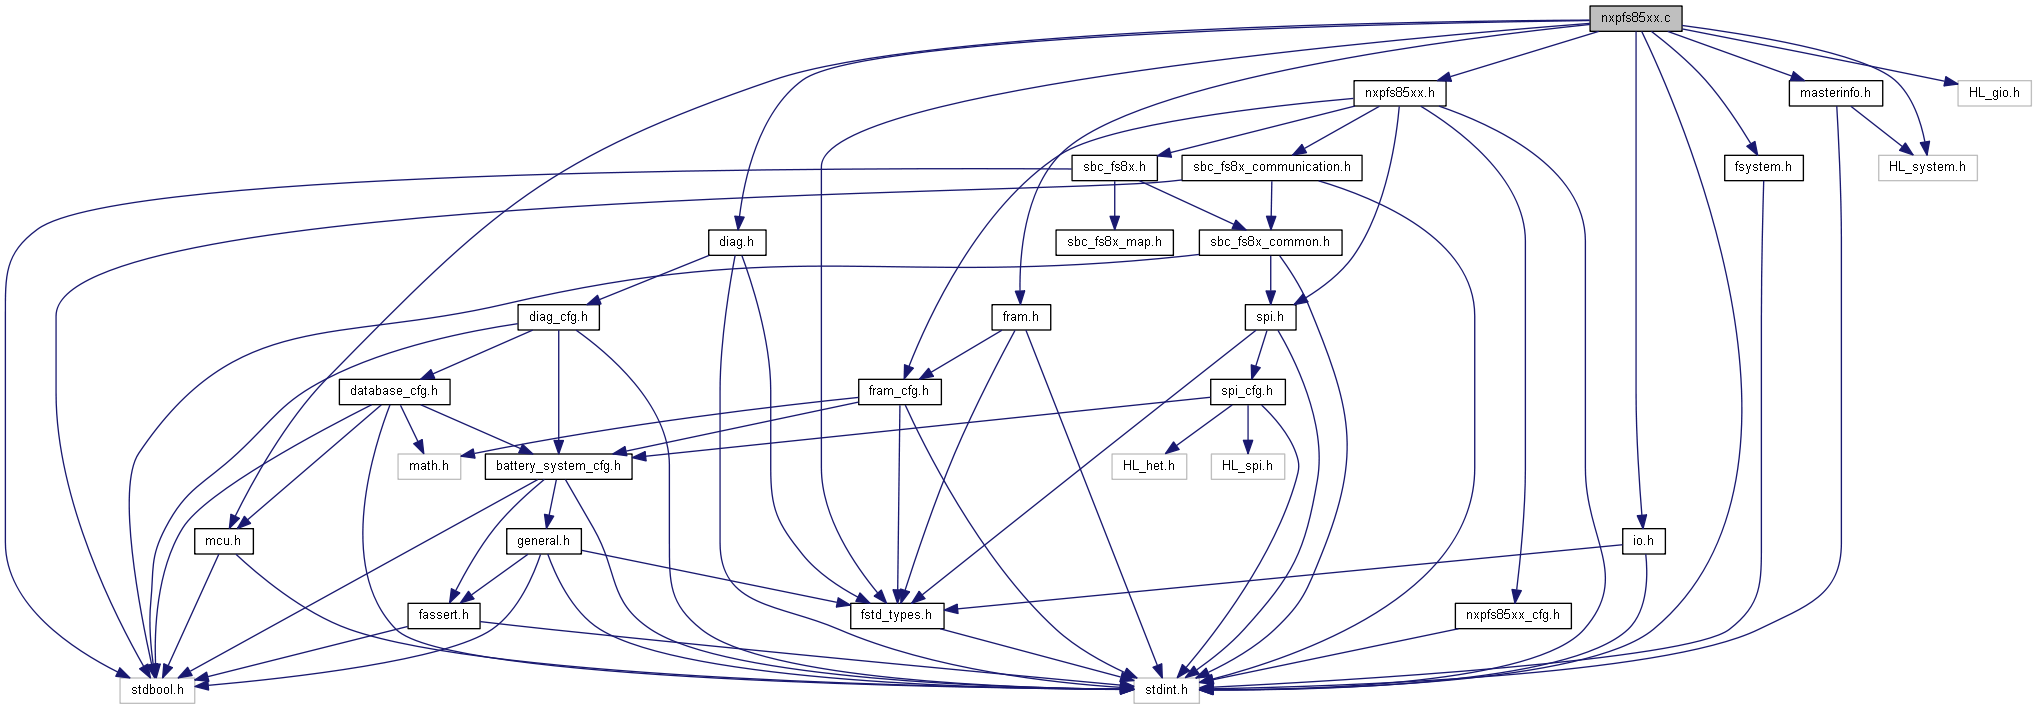 nxpfs85xx.c
nxpfs85xx.h
masterinfo.h
HL_gio.h
sbc_fs8x.h
sbc_fs8x_communication.h
fsystem.h
HL_system.h
diag.h
sbc_fs8x_map.h
sbc_fs8x_common.h
diag_cfg.h
fram.h
spi.h
database_cfg.h
fram_cfg.h
spi_cfg.h
math.h
battery_system_cfg.h
HL_het.h
HL_spi.h
mcu.h
general.h
io.h
fassert.h
fstd_types.h
nxpfs85xx_cfg.h
stdbool.h
stdint.h